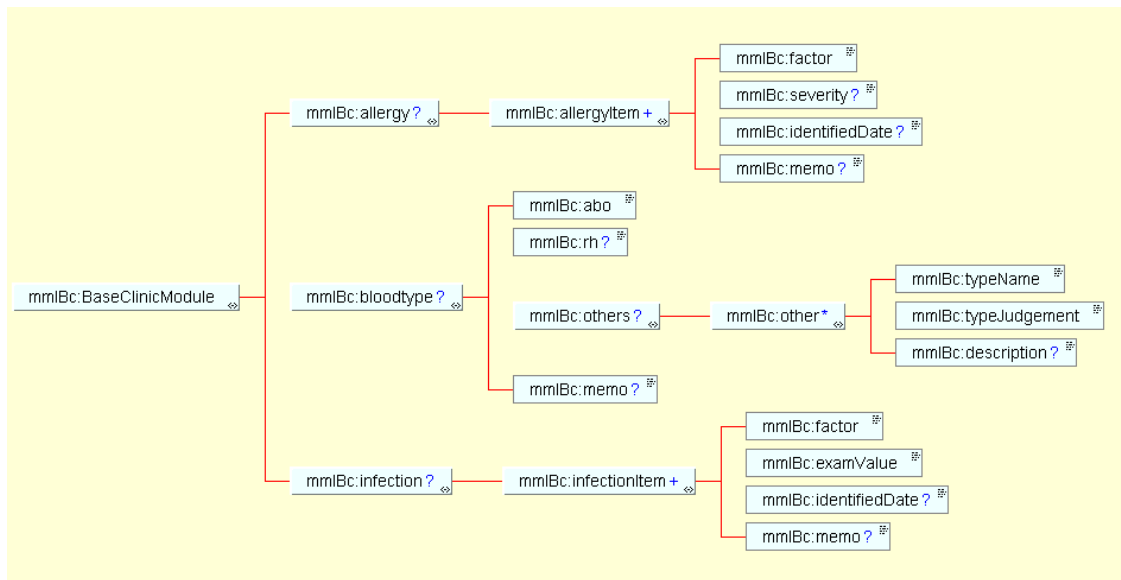 mmlBc:factor
mmlBc:severity?
mmlBc:allergy?
mmlBc:allergyItem+
mmlBc:identifiedDate?
mmlBc:memo?
mmlBc:abo
mmlBc:rh?
mmlBc:BaseClinicModule
mmlBc:bloodtype?
mmlBc:others?
mmlBc:other*
mmlBc:typeName
mmlBc:typeJudgement
mmlBc:description?
mmlBc:memo?
mmlBc:infection?
mmlBc:infectionItem+
mmlBc:factor
mmlBc:examValue
mmlBc:identifiedDate?
mmlBc:memo?